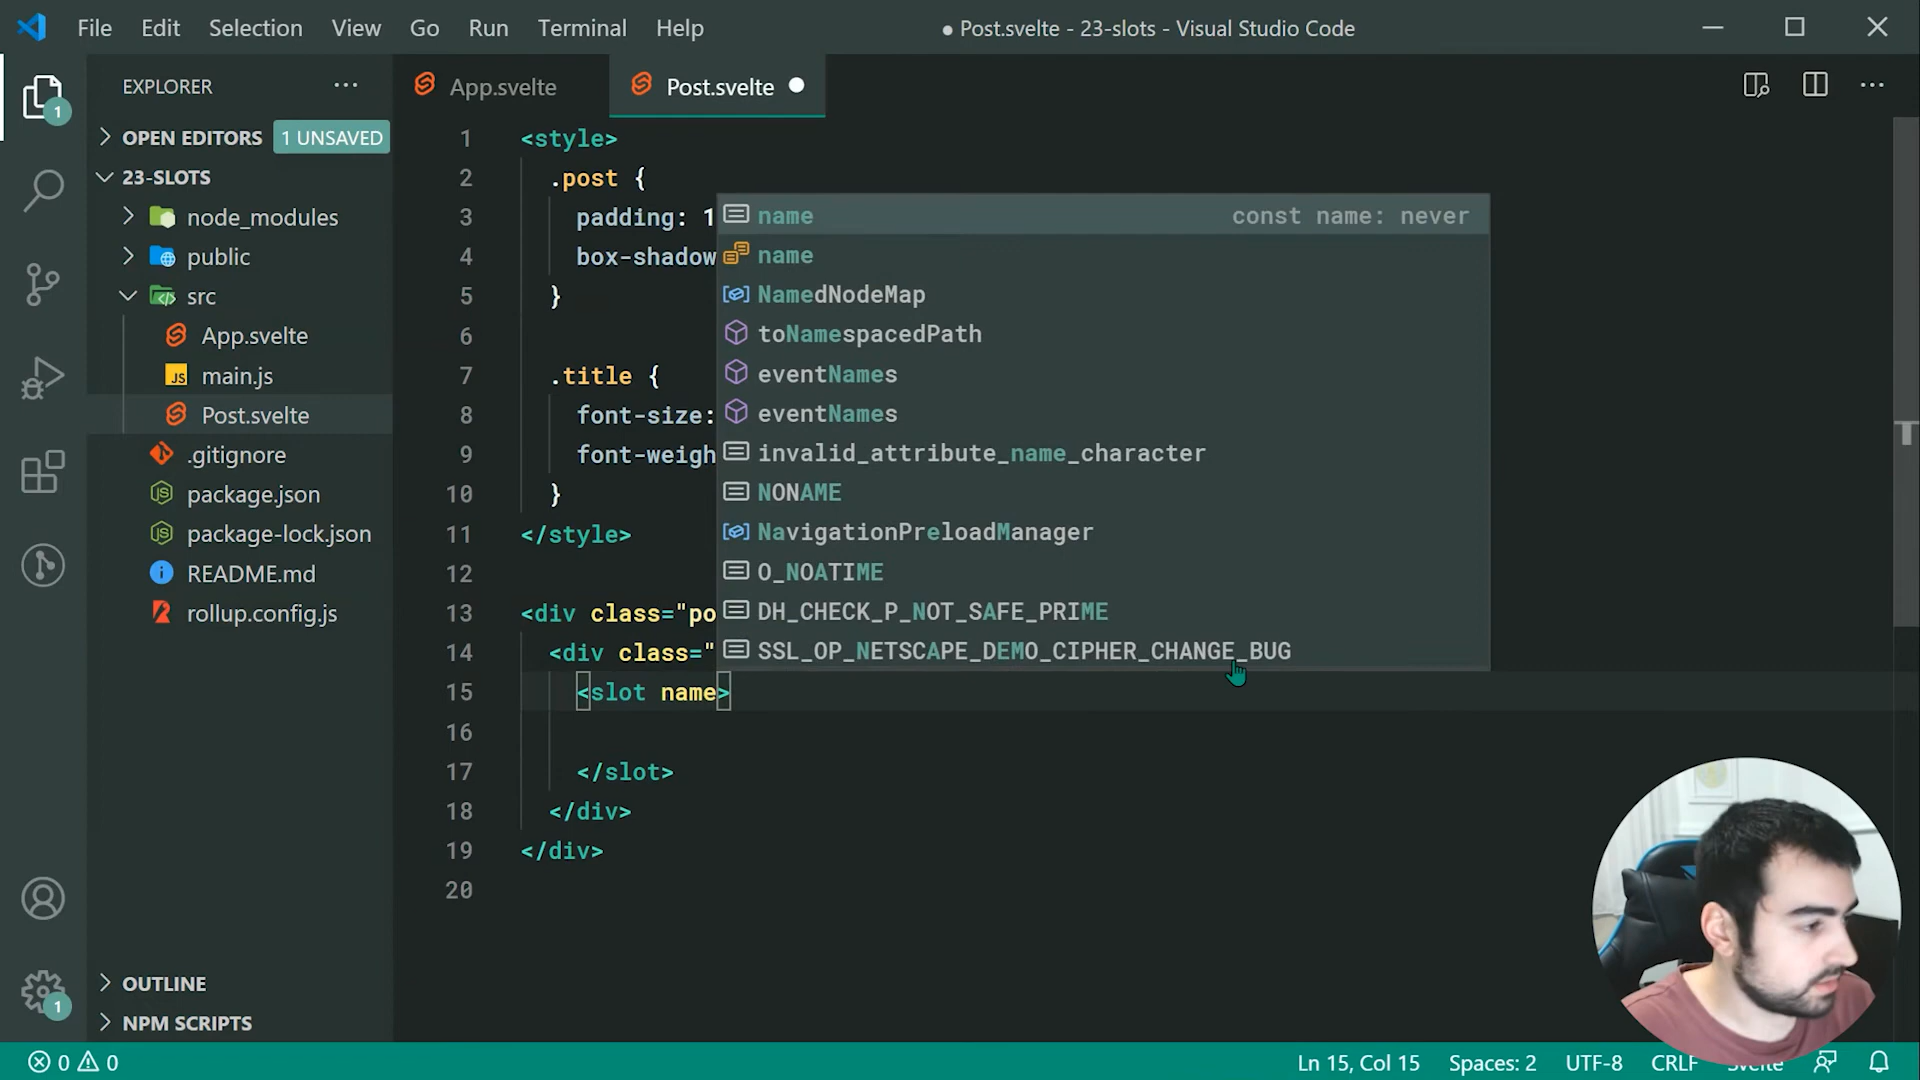 File Edit Selection View Go Run Terminal Help
● Post.svelte - 23-slots - Visual Studio Code
EXPLORER
App.svelte
Post.svelte
OPEN EDITORS 1 UNSAVED
23-SLOTS
node_modules
public
src
App.svelte
JS main.js
Post.svelte
.gitignore
package.json
package-lock.json
README.md
rollup.config.js
OUTLINE
NPM SCRIPTS
1
1
1 <style>
2 .post {
3 padding: 1
4 box-shadow
5 }
6
7 .title {
8 font-size:
9 font-weigh
10 }
11 </style>
12
13 <div class="po
14 <div class="
15 <slot name>
16
17 </slot>
18 </div>
19 </div>
20
name const name: never
name
NamedNodeMap
toNamespacedPath
eventNames
eventNames
invalid_attribute_name_character
NONAME
NavigationPreloadManager
O_NOATIME
DH_CHECK_P_NOT_SAFE_PRIME
SSL_OP_NETSCAPE_DEMO_CIPHER_CHANGE_BUG
0 0 Ln 15, Col 15 Spaces: 2 UTF-8 CRLF Svelte